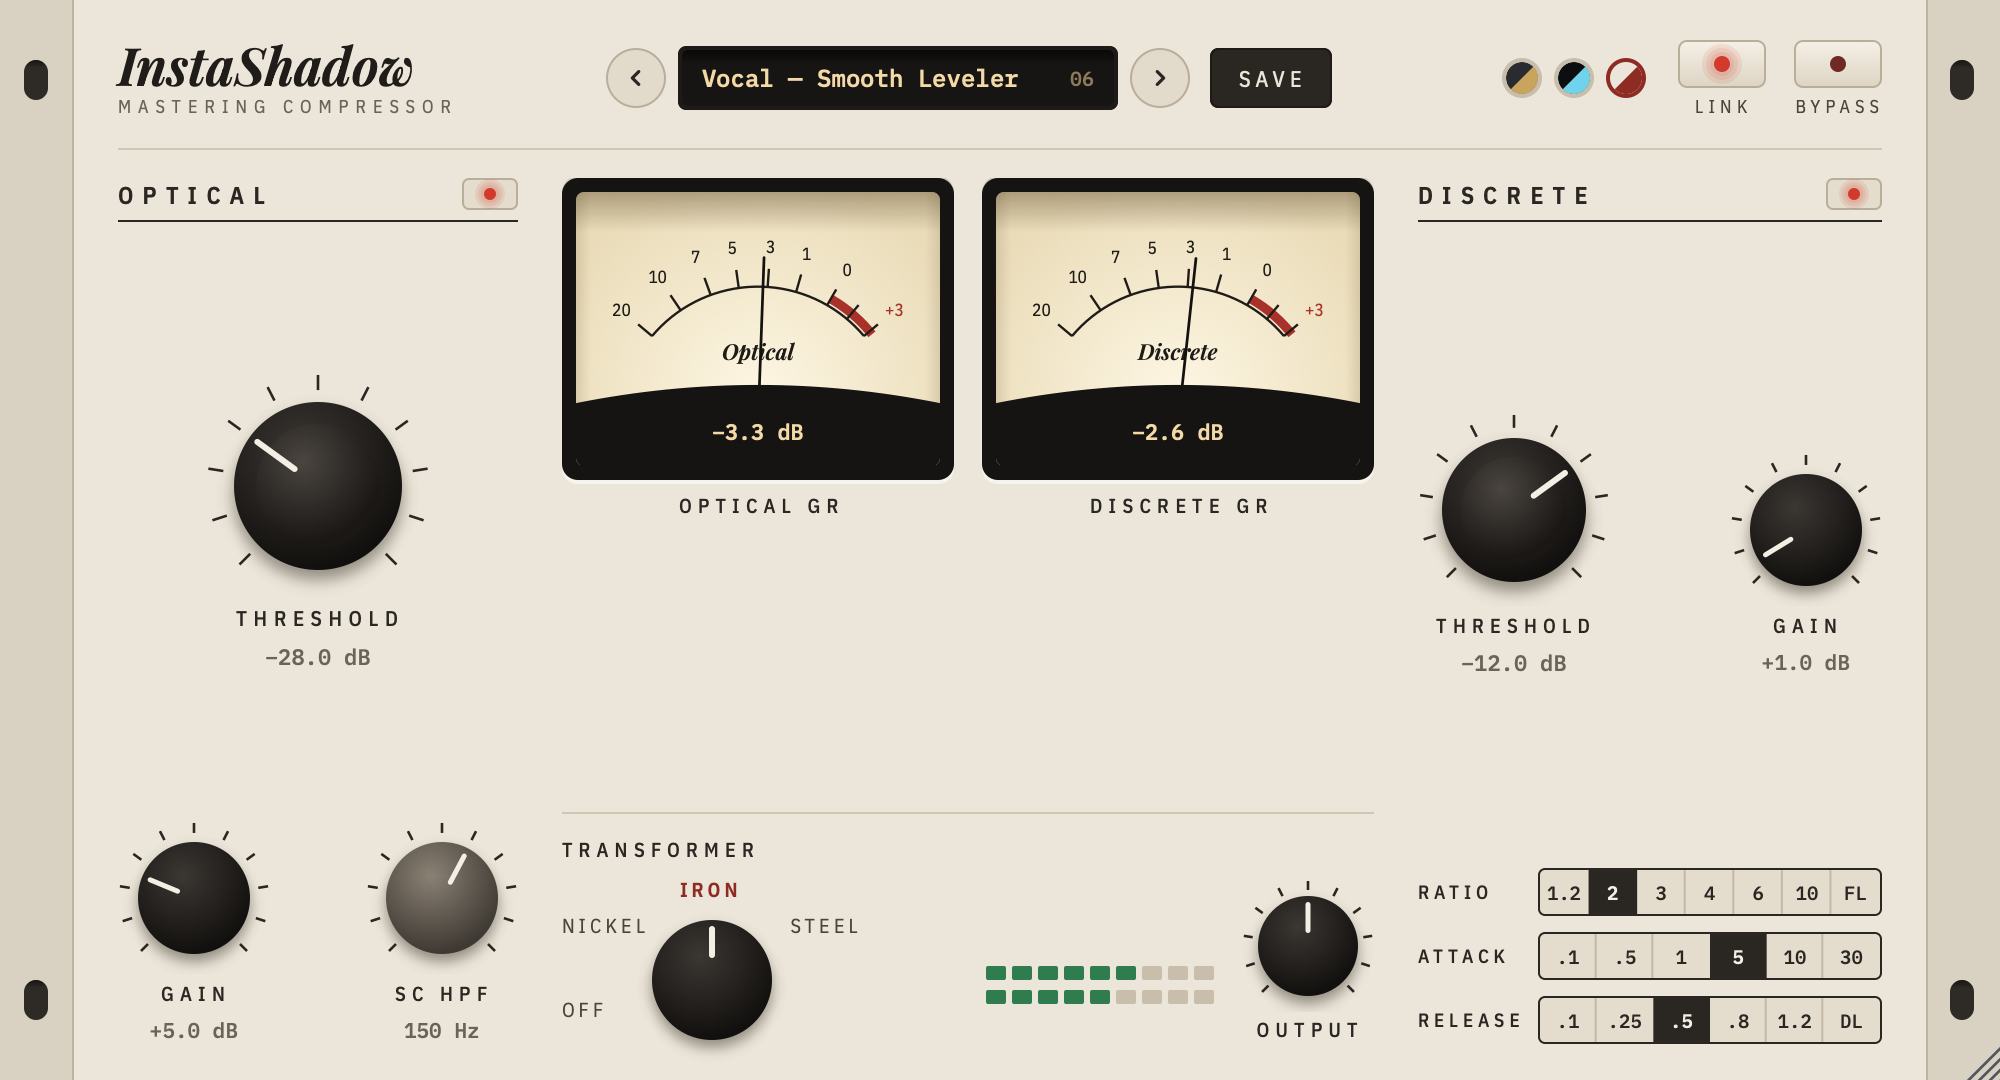 InstaShadow
MASTERING COMPRESSOR
Vocal – Smooth Leveler 06
SAVE
LINK
BYPASS
OPTICAL
THRESHOLD
−28.0 dB
GAIN
+5.0 dB
SC HPF
150 Hz
20 10 7 5 3 1 0 +3
Optical
−3.3 dB
OPTICAL GR
20 10 7 5 3 1 0 +3
Discrete
−2.6 dB
DISCRETE GR
TRANSFORMER
IRON
NICKEL
STEEL
OFF
OUTPUT
DISCRETE
THRESHOLD
−12.0 dB
GAIN
+1.0 dB
RATIO 1.2 2 3 4 6 10 FL
ATTACK .1 .5 1 5 10 30
RELEASE .1 .25 .5 .8 1.2 DL